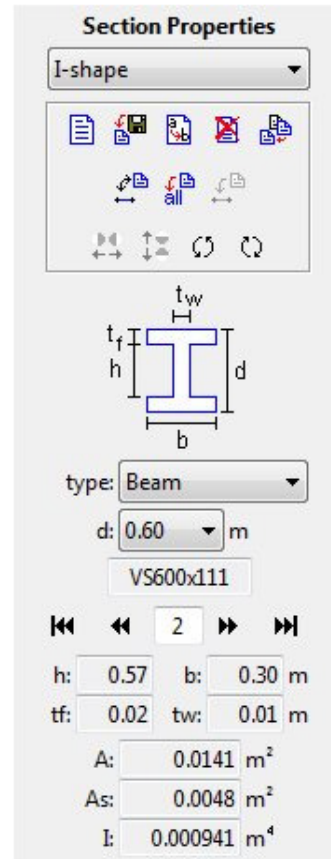 Section Properties
I-shape
a
b
all
tw
tf
h
d
b
type: Beam
d: 0.60 m
VS600x111
2
h: 0.57 b: 0.30 m
tf: 0.02 tw: 0.01 m
A: 0.0141 m²
As: 0.0048 m²
I: 0.000941 m⁴